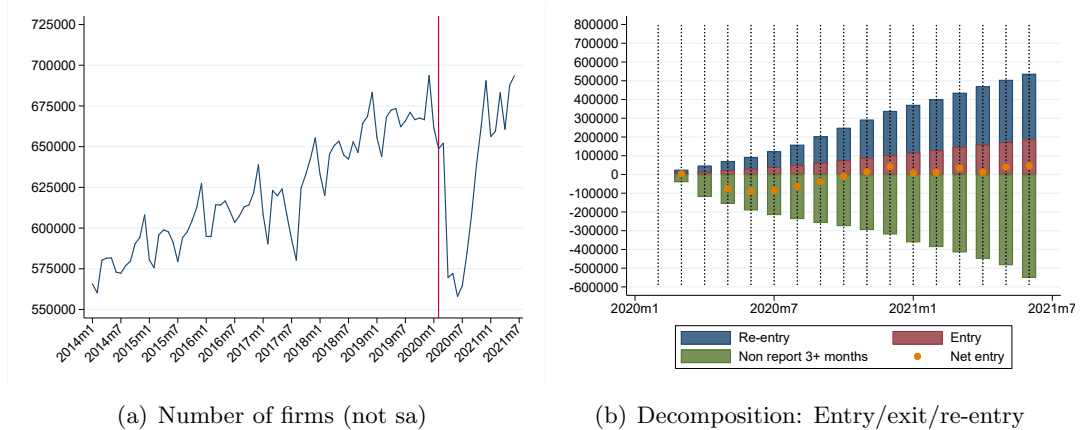 725000
700000
675000
650000
625000
600000
575000
550000
2014m1
2014m7
2015m1
2015m7
2016m1
2016m7
2017m1
2017m7
2018m1
2018m7
2019m1
2019m7
2020m1
2020m7
2021m1
2021m7
(a) Number of firms (not sa)
800000
700000
600000
500000
400000
300000
200000
100000
0
-100000
-200000
-300000
-400000
-500000
-600000
2020m1
2020m7
2021m1
2021m7
Re-entry
Entry
Non report 3+ months
Net entry
(b) Decomposition: Entry/exit/re-entry